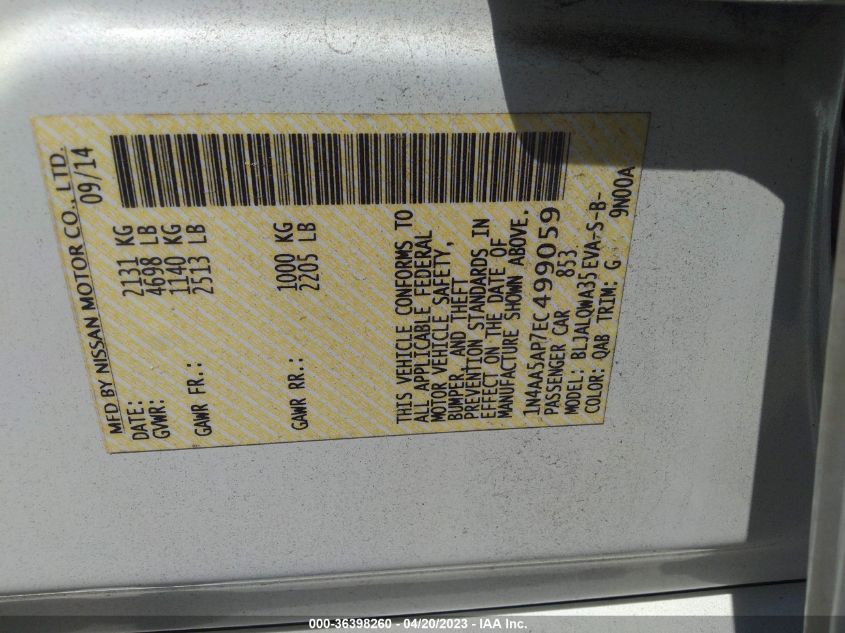 MFD BY NISSAN MOTOR CO., LTD.
DATE: 09/14
GVWR: 2131 KG
4698 LB
GAWR FR.: 1140 KG
2513 LB
GAWR RR.: 1000 KG
2205 LB
THIS VEHICLE CONFORMS TO
ALL APPLICABLE FEDERAL
MOTOR VEHICLE SAFETY,
BUMPER, AND THEFT
PREVENTION STANDARDS IN
EFFECT ON THE DATE OF
MANUFACTURE SHOWN ABOVE.
1N4AA5AP7EC499059
PASSENGER CAR 853
MODEL: BLJALQWA35EVA-S-B-
COLOR: QAB TRIM: G 9N00A
000-36398260 - 04/20/2023 - IAA Inc.